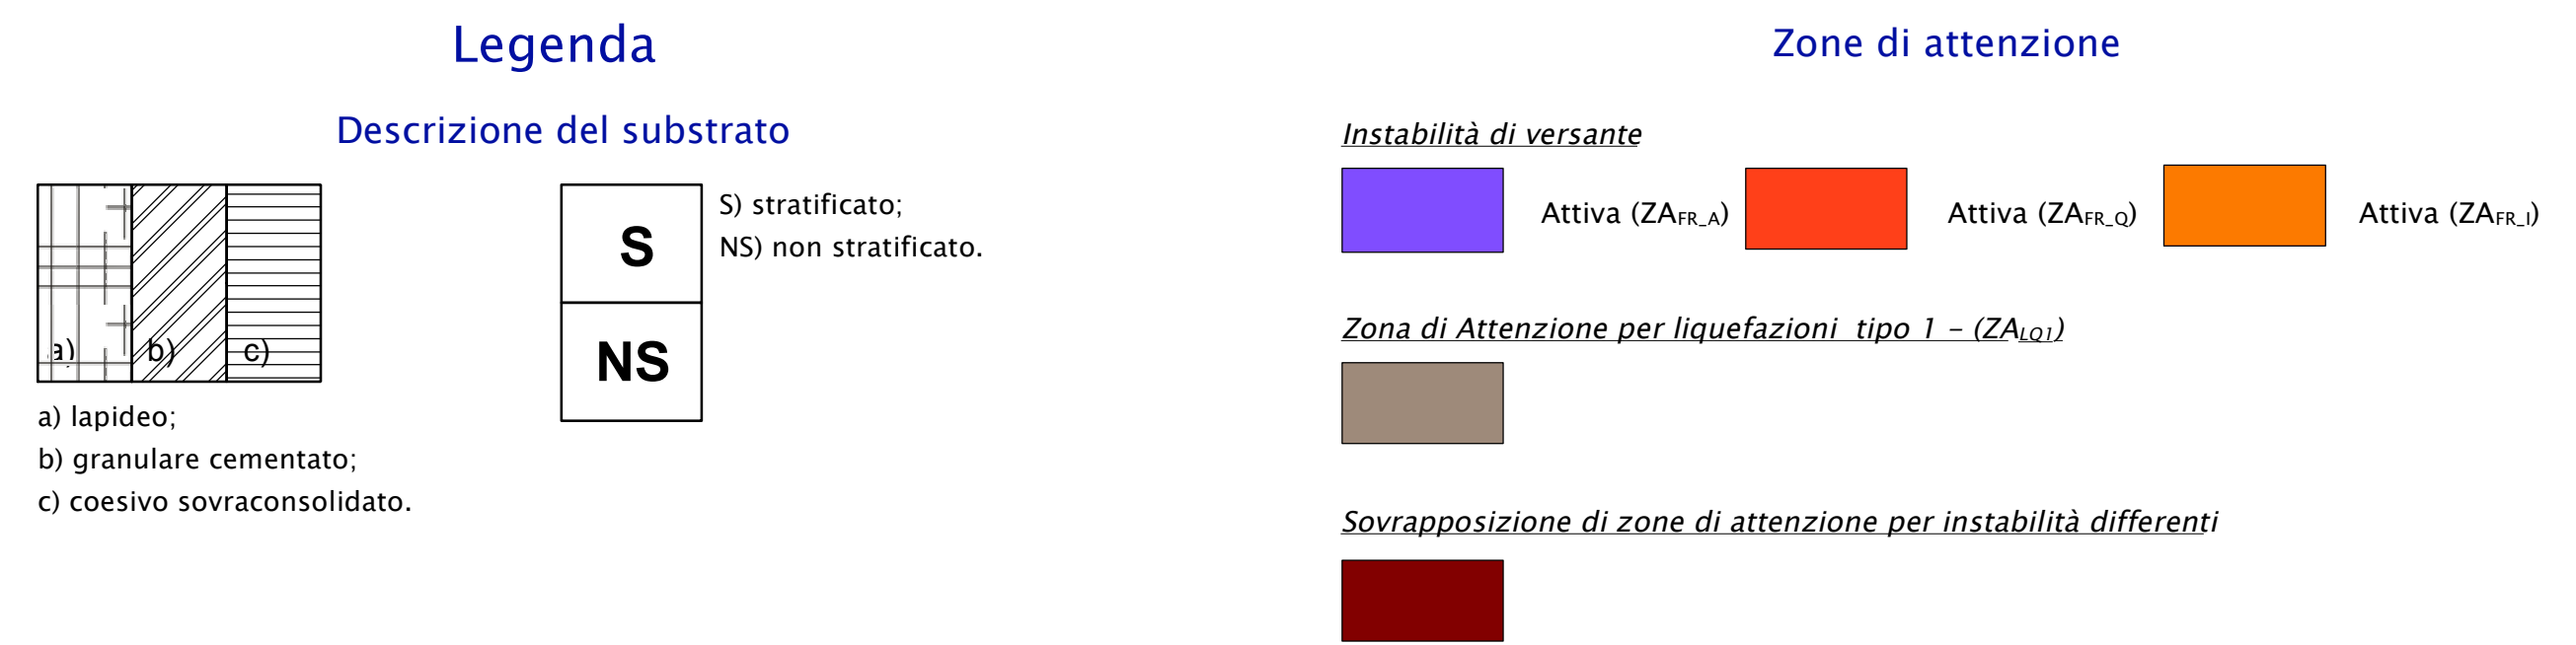 Legenda
Descrizione del substrato
a) b) c)
a) lapideo;
b) granulare cementato;
c) coesivo sovraconsolidato.
S
NS
S) stratificato;
NS) non stratificato.
Zone di attenzione
Instabilità di versante
Attiva (ZAFR_A) Attiva (ZAFR_Q) Attiva (ZAFR_I)
Zona di Attenzione per liquefazioni tipo 1 - (ZALQ1)
Sovrapposizione di zone di attenzione per instabilità differenti